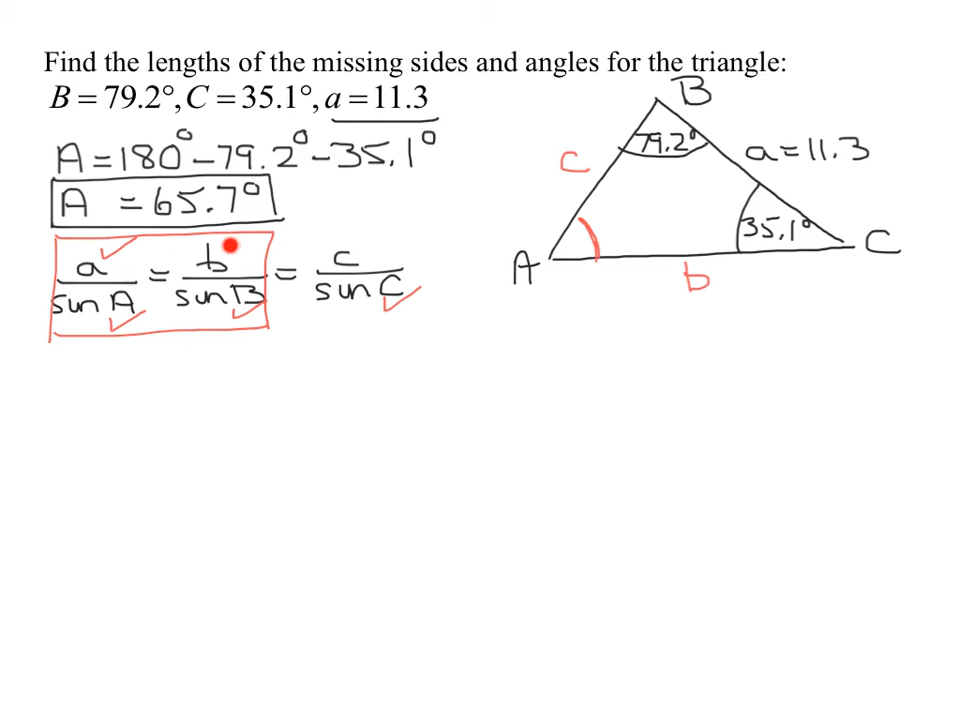 Find the lengths of the missing sides and angles for the triangle:
B = 79.2°, C = 35.1°, a = 11.3
A = 180° - 79.2° - 35.1°
A = 65.7°
a/sin A = b/sin B = c/sin C
B
79.2°
a = 11.3
c
35.1°
A
C
b